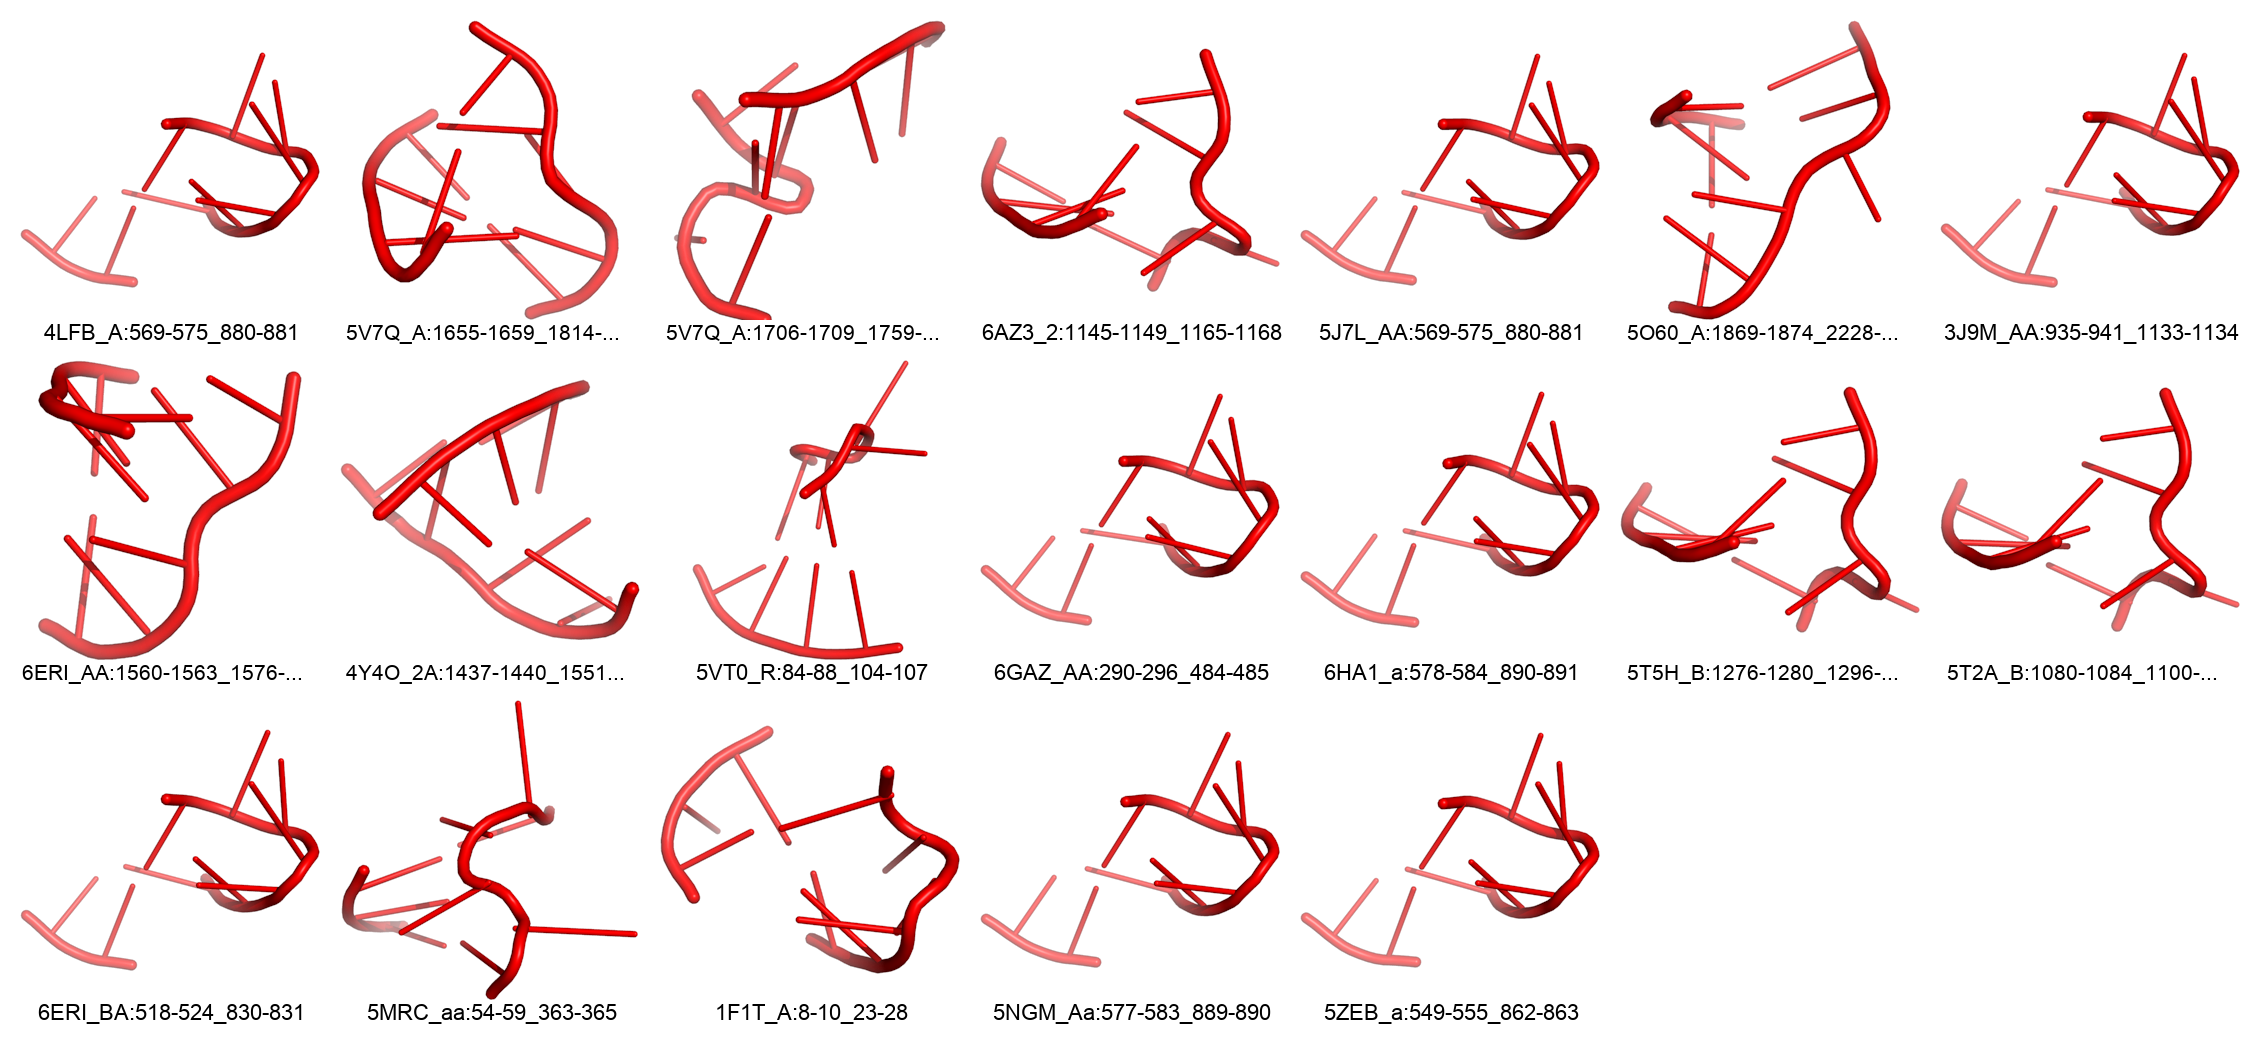 4LFB_A:569-575_880-881
5V7Q_A:1655-1659_1814-...
5V7Q_A:1706-1709_1759-...
6AZ3_2:1145-1149_1165-1168
5J7L_AA:569-575_880-881
5O60_A:1869-1874_2228-...
3J9M_AA:935-941_1133-1134
6ERI_AA:1560-1563_1576-...
4Y4O_2A:1437-1440_1551...
5VT0_R:84-88_104-107
6GAZ_AA:290-296_484-485
6HA1_a:578-584_890-891
5T5H_B:1276-1280_1296-...
5T2A_B:1080-1084_1100-...
6ERI_BA:518-524_830-831
5MRC_aa:54-59_363-365
1F1T_A:8-10_23-28
5NGM_Aa:577-583_889-890
5ZEB_a:549-555_862-863